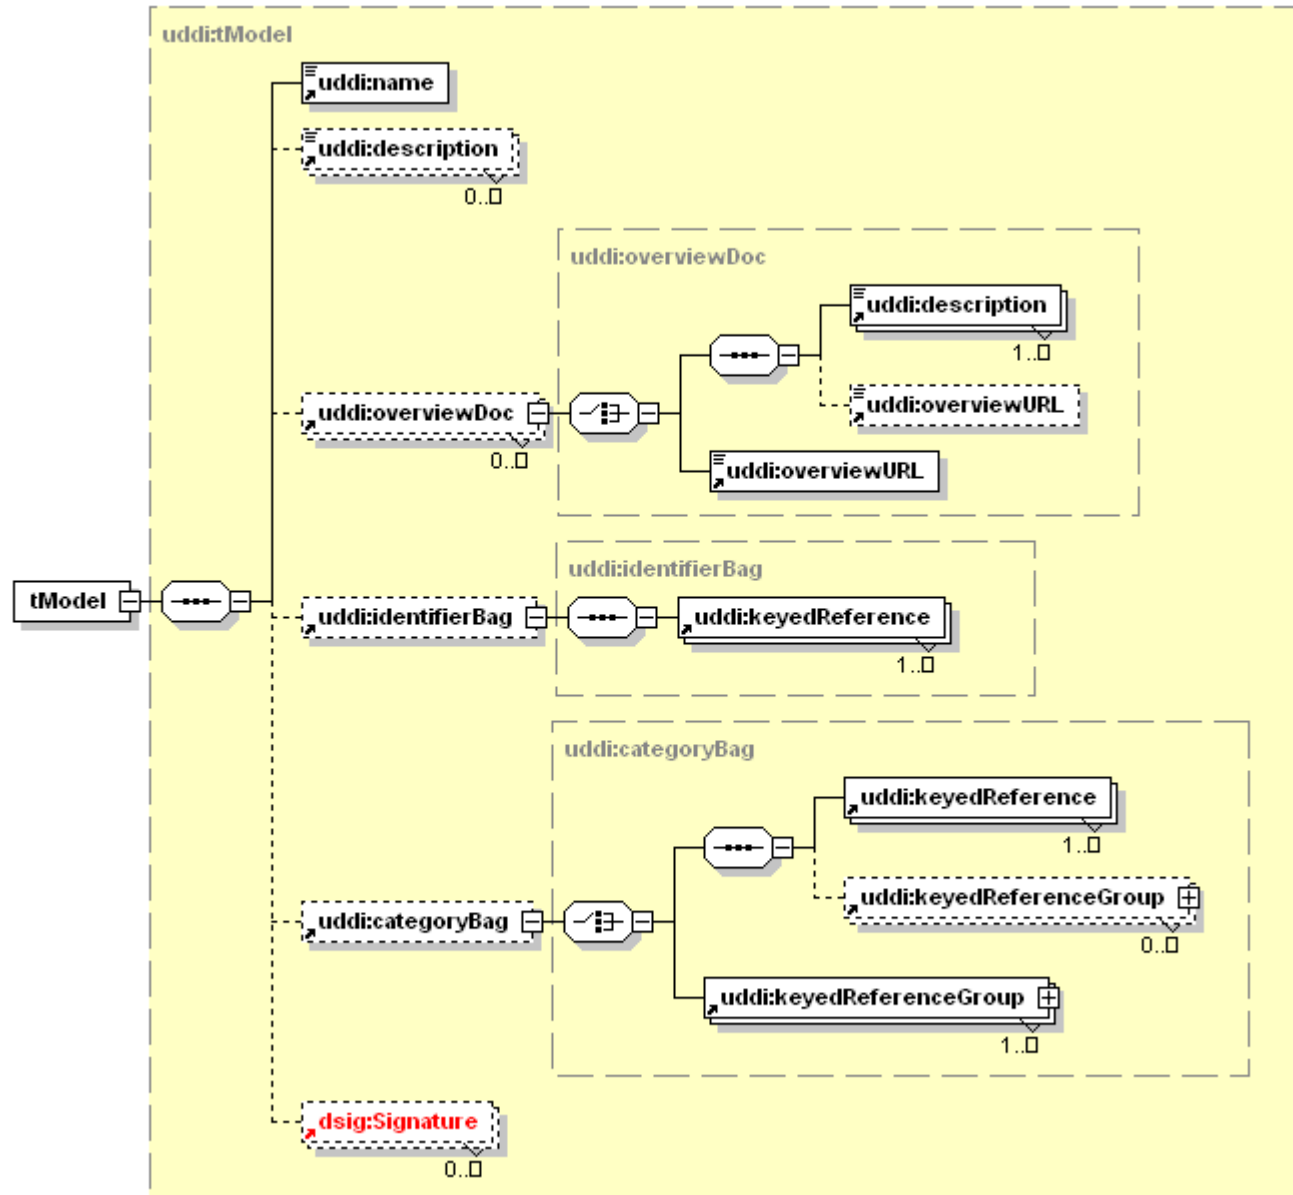 uddi:tModel
uddi:name
uddi:description
0..▯
uddi:overviewDoc
uddi:description
1..▯
uddi:overviewURL
uddi:overviewDoc
0..▯
uddi:overviewURL
uddi:identifierBag
tModel
uddi:identifierBag
uddi:keyedReference
1..▯
uddi:categoryBag
uddi:keyedReference
1..▯
uddi:keyedReferenceGroup
0..▯
uddi:categoryBag
uddi:keyedReferenceGroup
1..▯
dsig:Signature
0..▯